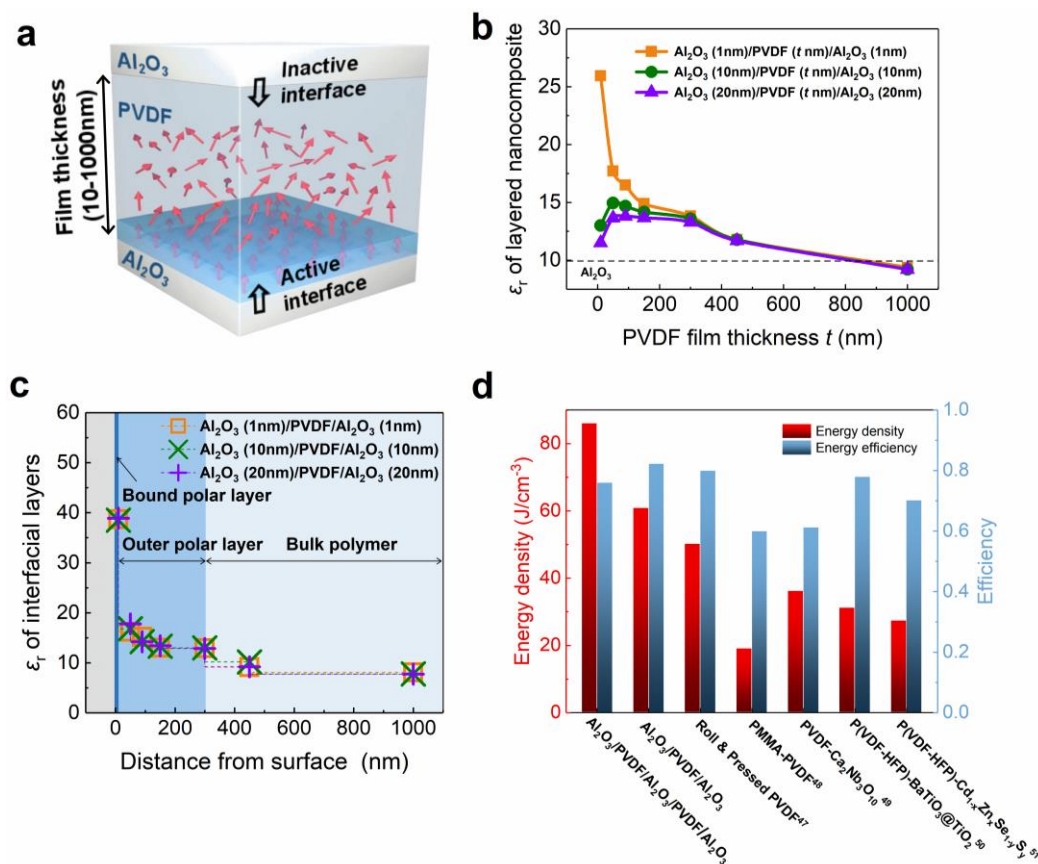 a
Al₂O₃
PVDF
Inactive
interface
Film thickness
(10-1000nm)
Al₂O₃
Active
interface
b
30
25
20
15
10
5
0
Al₂O₃ (1nm)/PVDF (t nm)/Al₂O₃ (1nm)
Al₂O₃ (10nm)/PVDF (t nm)/Al₂O₃ (10nm)
Al₂O₃ (20nm)/PVDF (t nm)/Al₂O₃ (20nm)
Al₂O₃
εr of layered nanocomposite
0 200 400 600 800 1000
PVDF film thickness t (nm)
c
60
50
40
30
20
10
0
Al₂O₃ (1nm)/PVDF/Al₂O₃ (1nm)
Al₂O₃ (10nm)/PVDF/Al₂O₃ (10nm)
Al₂O₃ (20nm)/PVDF/Al₂O₃ (20nm)
Bound polar layer
Outer polar layer
Bulk polymer
εr of interfacial layers
0 200 400 600 800 1000
Distance from surface (nm)
d
80
60
40
20
0
Energy density (J/cm⁻³)
Energy density
Energy efficiency
1.0
0.8
0.6
0.4
0.2
0.0
Efficiency
Al₂O₃/PVDF/Al₂O₃/PVDF/Al₂O₃
Al₂O₃/PVDF/Al₂O₃
Roll & Pressed PVDF⁴⁷
PMMA-PVDF⁴⁸
PVDF-Ca₂Nb₃O₁₀ ⁴⁹
P(VDF-HFP)-BaTiO₃@TiO₂ ⁵⁰
P(VDF-HFP)-Cd₁₋ₓZnₓSe₁₋ySy ⁵¹